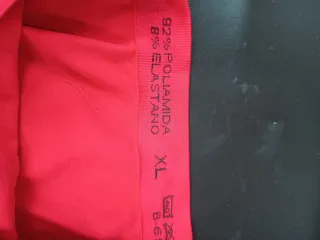 92% POLIAMIDA
8% ELASTANO
XL